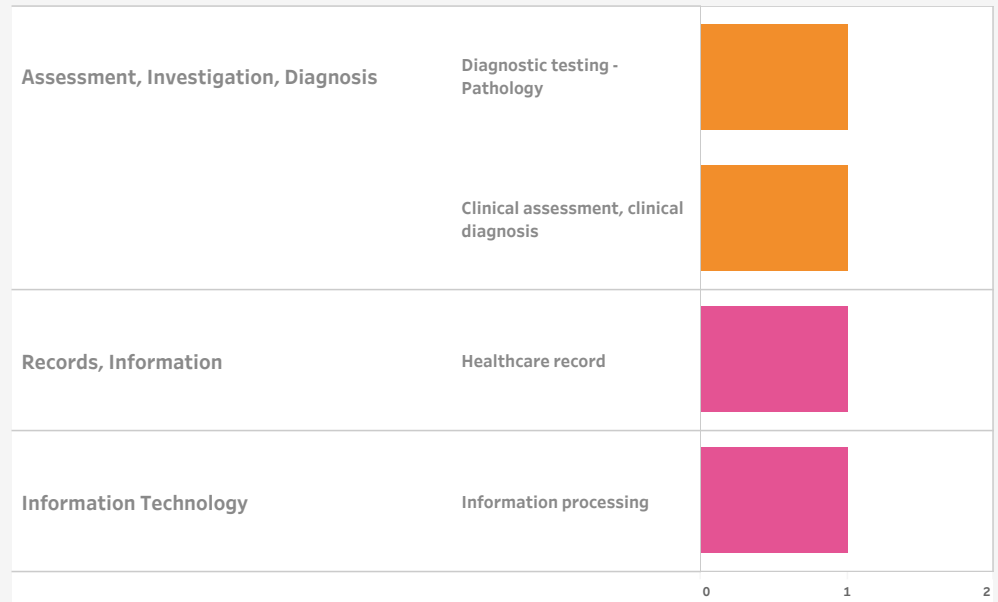 Assessment, Investigation, Diagnosis
Diagnostic testing -
Pathology
Clinical assessment, clinical
diagnosis
Records, Information
Healthcare record
Information Technology
Information processing
0 1 2